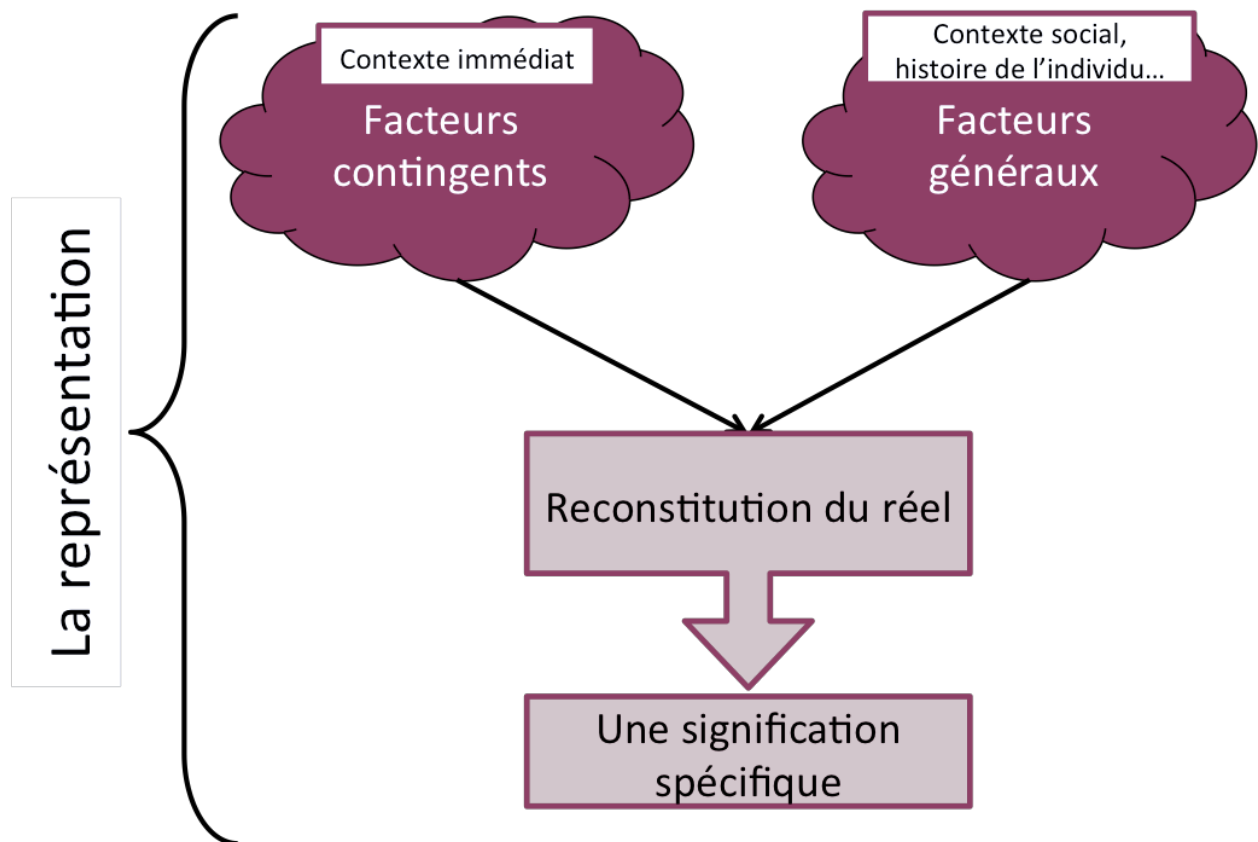 La représentation
Contexte immédiat
Facteurs
contingents
Contexte social,
histoire de l’individu…
Facteurs
généraux
Reconstitution du réel
Une signification
spécifique